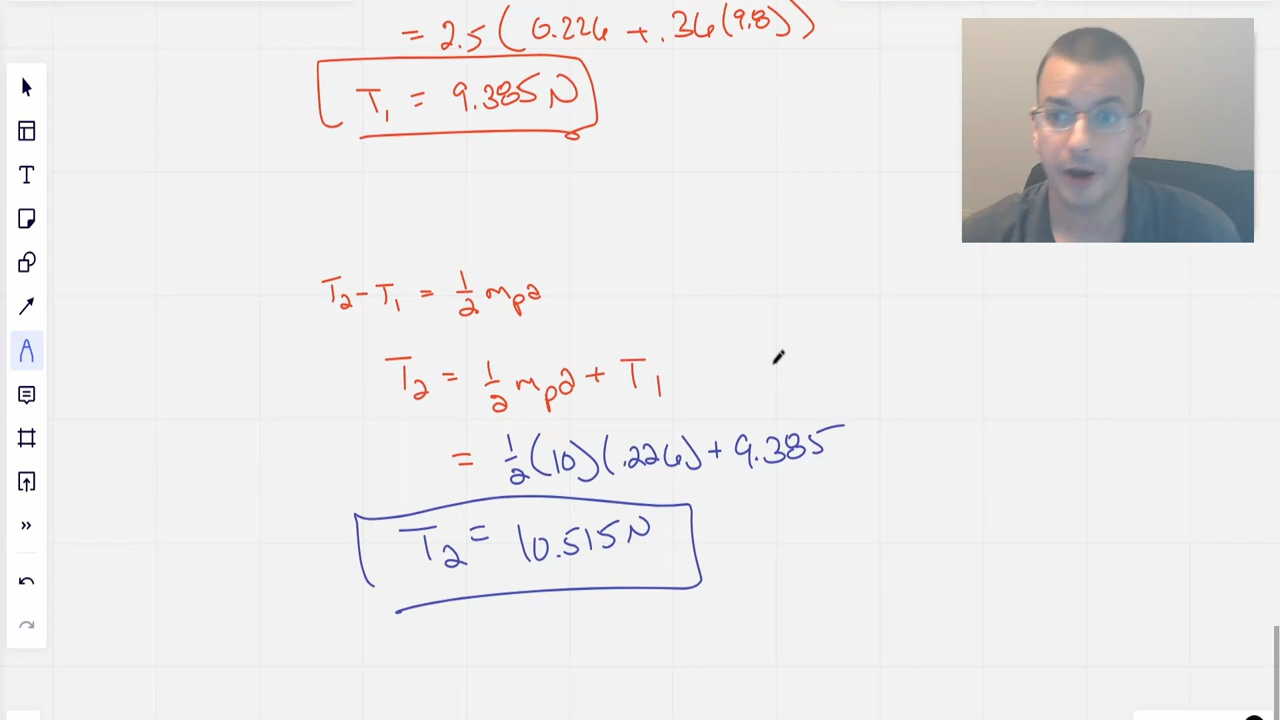 = 2.5 ( 0.226 + .36(9.8) )
T₁ = 9.385 N
T₂ - T₁ = 1/2 mₚa
T₂ = 1/2 mₚa + T₁
= 1/2 (10)(.226) + 9.385
T₂ = 10.515 N